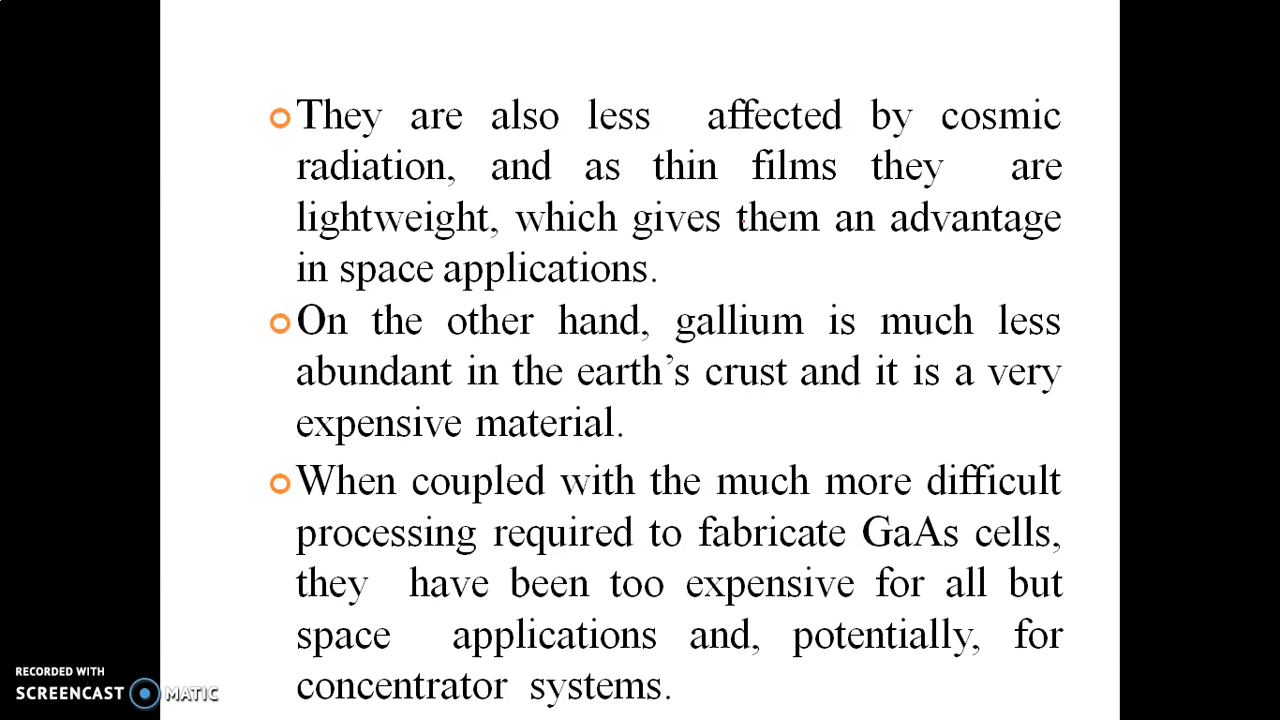 They are also less affected by cosmic
radiation, and as thin films they are
lightweight, which gives them an advantage
in space applications.
On the other hand, gallium is much less
abundant in the earth’s crust and it is a very
expensive material.
When coupled with the much more difficult
processing required to fabricate GaAs cells,
they have been too expensive for all but
space applications and, potentially, for
concentrator systems.
RECORDED WITH
SCREENCAST MATIC